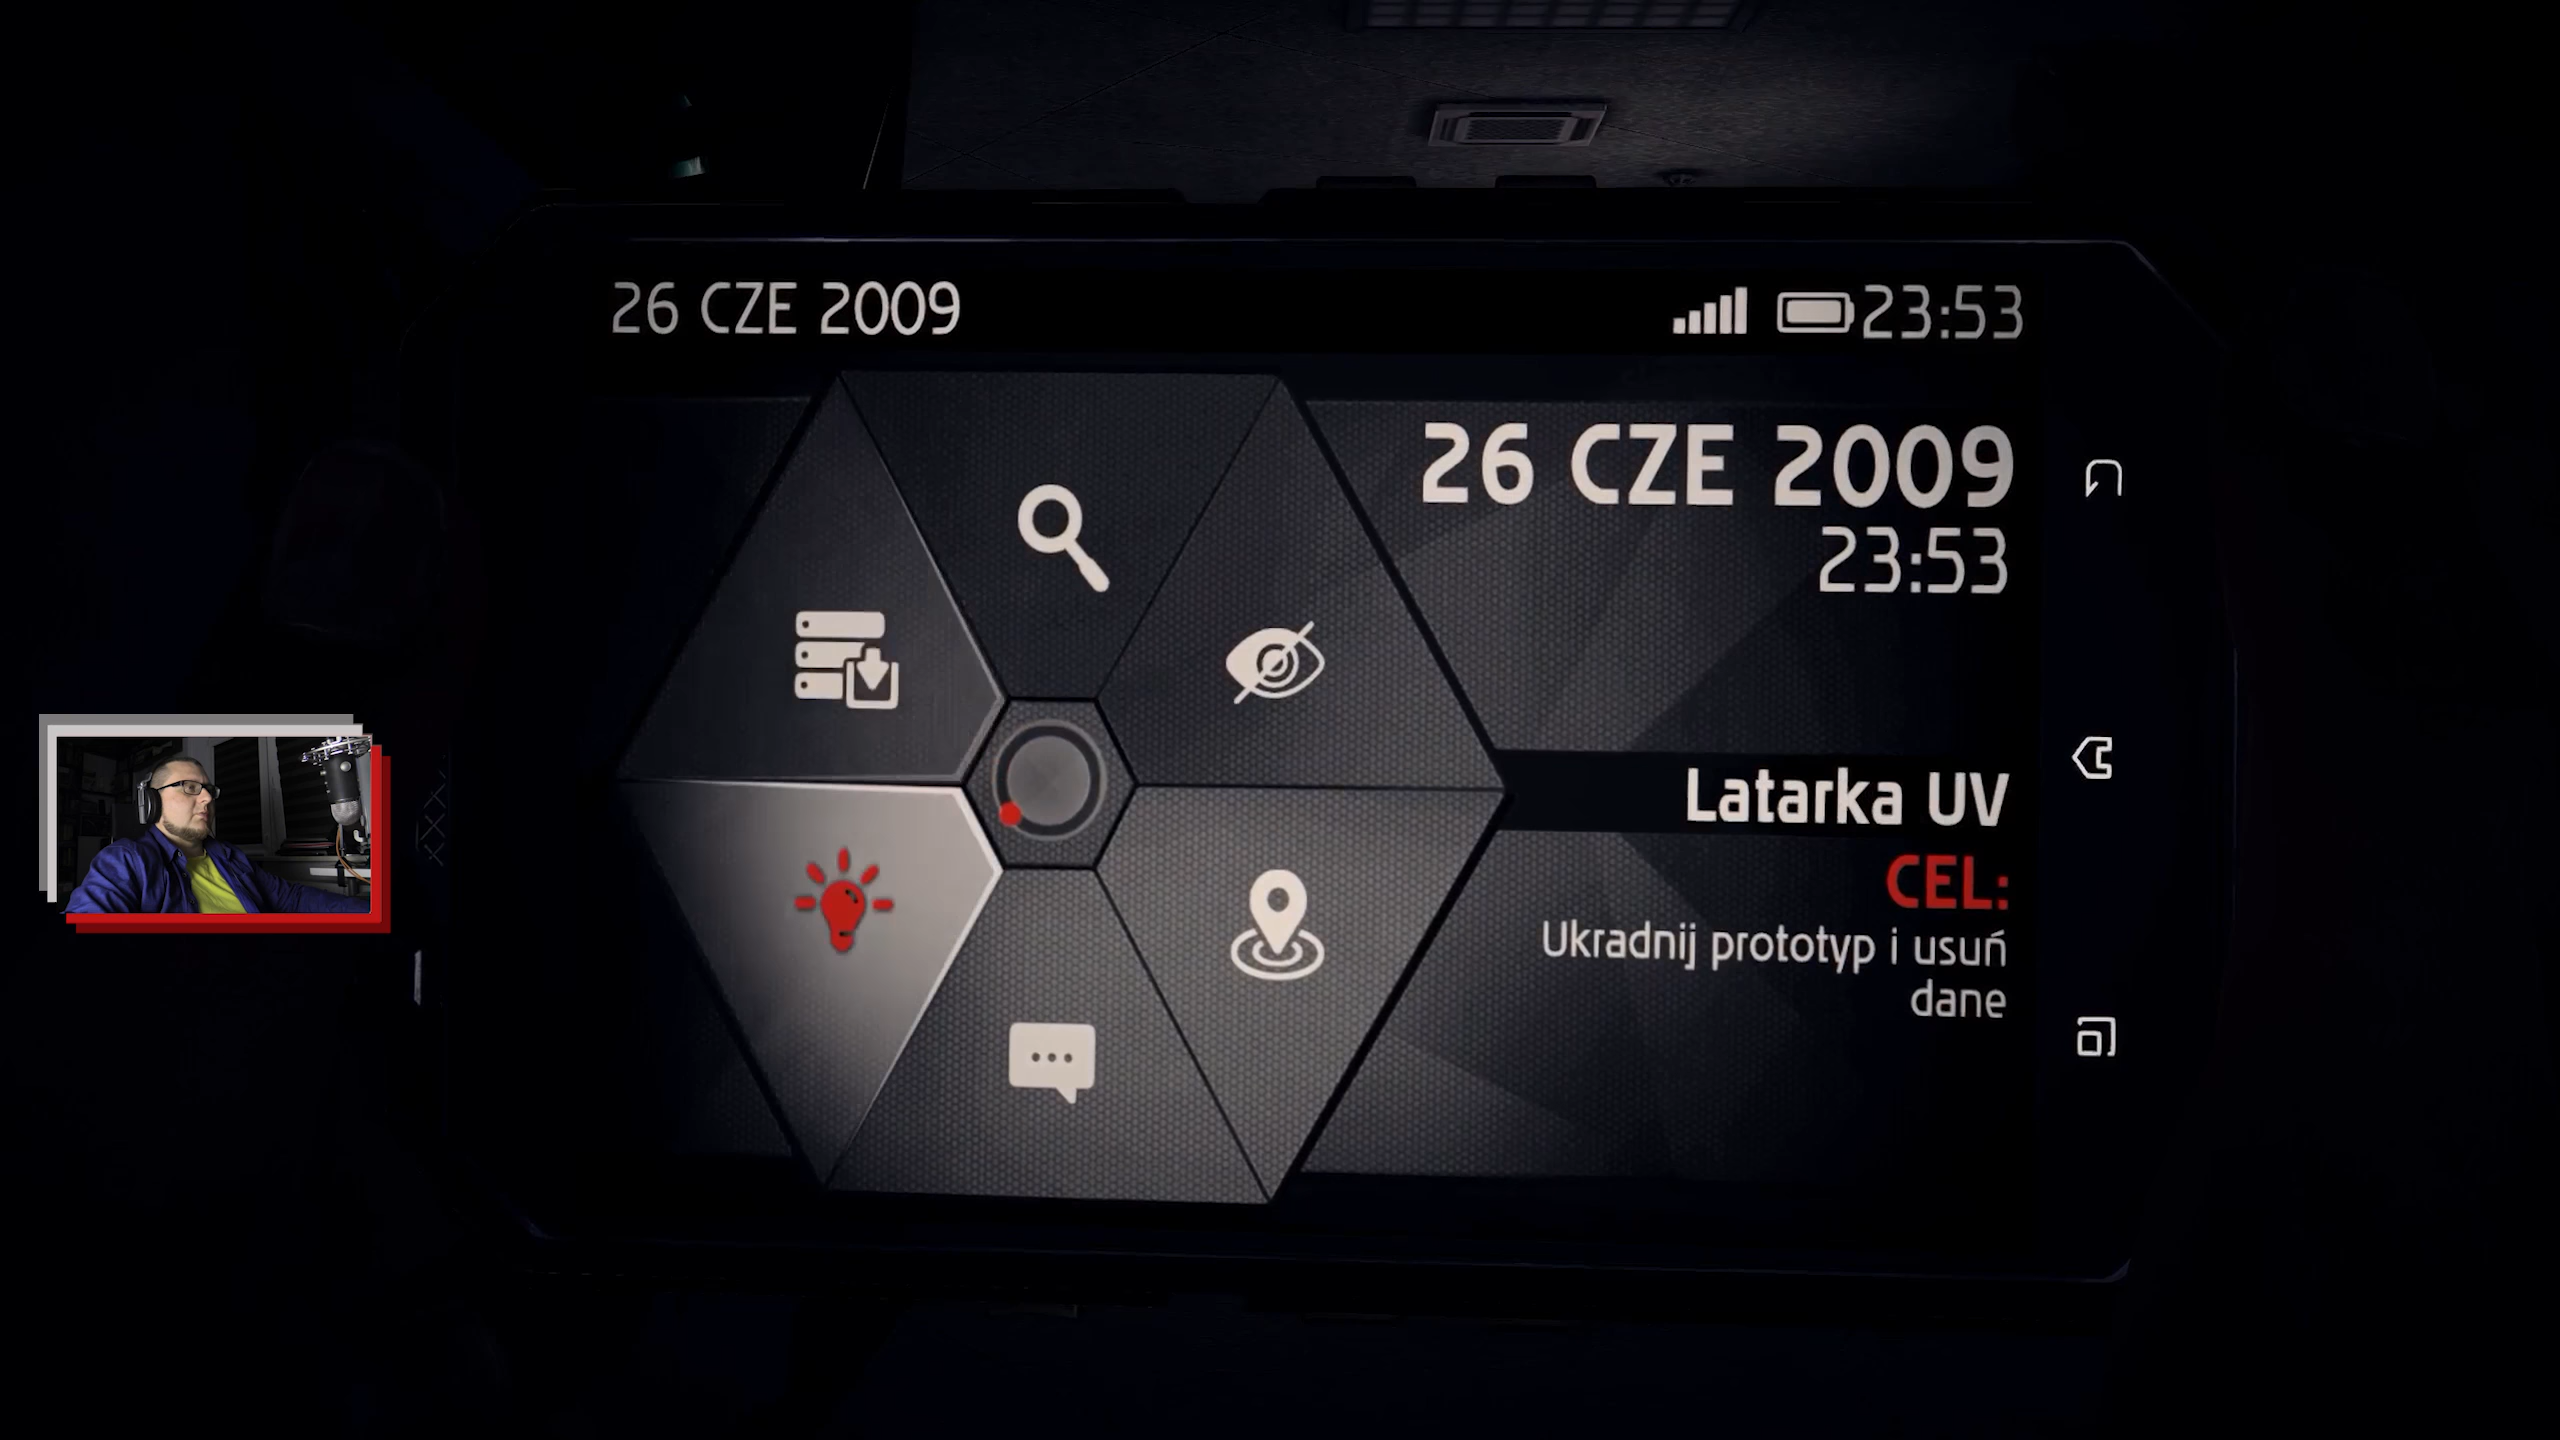 26 CZE 2009
23:53
26 CZE 2009
23:53
Latarka UV
CEL:
Ukradnij prototyp i usuń
dane